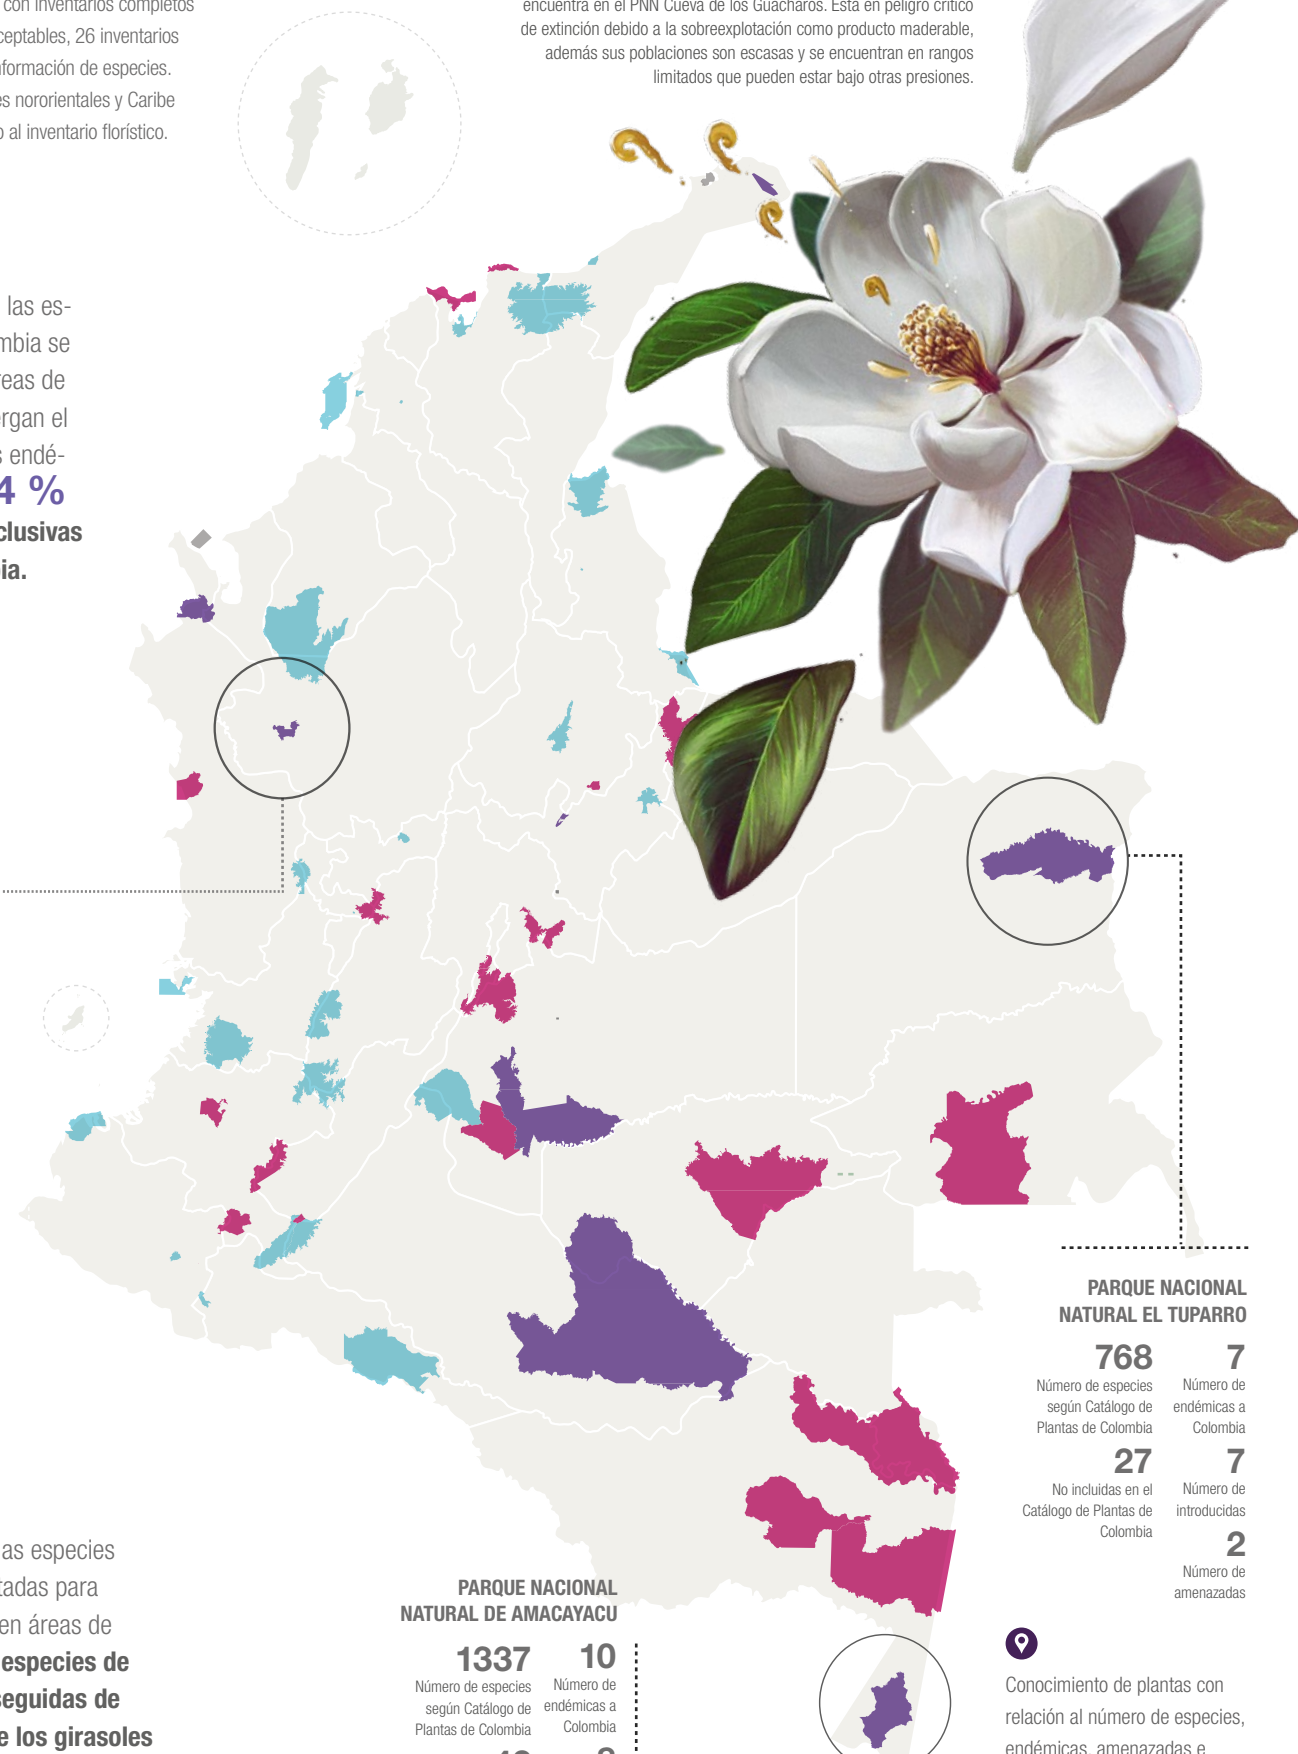 con inventarios completos
ceptables, 26 inventarios
nformación de especies.
es nororientales y Caribe
o al inventario florístico.
encuentra en el PNN Cueva de los Guácharos. Está en peligro crítico
de extinción debido a la sobreexplotación como producto maderable,
además sus poblaciones son escasas y se encuentran en rangos
limitados que pueden estar bajo otras presiones.
las es-
mbia se
reas de
ergan el
s endé-
4 %
clusivas
bia.
PARQUE NACIONAL
NATURAL EL TUPARRO
768
Número de especies
según Catálogo de
Plantas de Colombia
7
Número de
endémicas a
Colombia
27
No incluidas en el
Catálogo de Plantas de
Colombia
7
Número de
introducidas
2
Número de
amenazadas
as especies
tadas para
en áreas de
especies de
seguidas de
e los girasoles
PARQUE NACIONAL
NATURAL DE AMACAYACU
1337
Número de especies
según Catálogo de
Plantas de Colombia
10
Número de
endémicas a
Colombia
Conocimiento de plantas con
relación al número de especies,
endémicas, amenazadas e